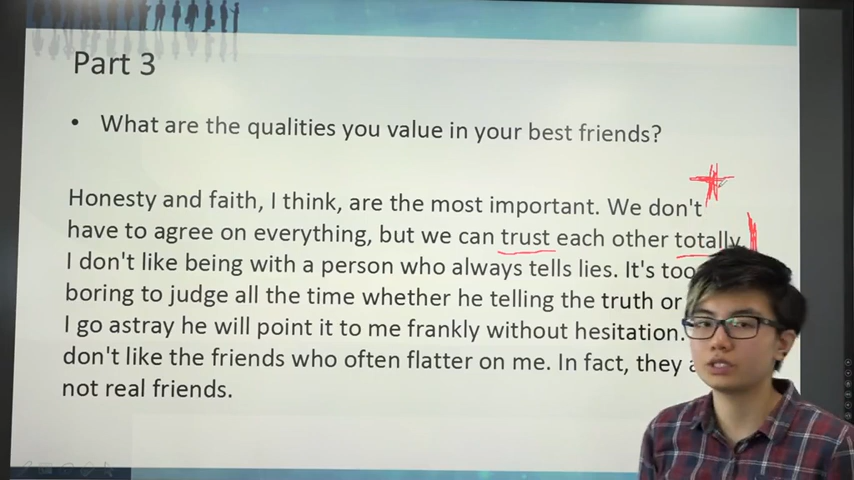 Part 3
• What are the qualities you value in your best friends?
Honesty and faith, I think, are the most important. We don't
have to agree on everything, but we can trust each other totally.
I don't like being with a person who always tells lies. It's too
boring to judge all the time whether he telling the truth or
I go astray he will point it to me frankly without hesitation.
don't like the friends who often flatter on me. In fact, they
not real friends.